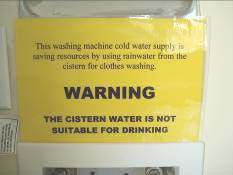 This washing machine cold water supply is
saving resources by using rainwater from the
cistern for clothes washing.
WARNING
THE CISTERN WATER IS NOT
SUITABLE FOR DRINKING